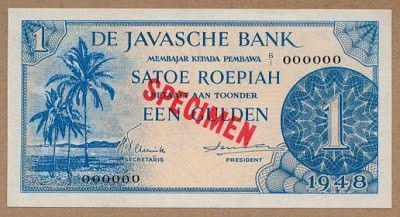 1 DE JAVASCHE BANK
MEMBAJAR KEPADA PEMBAWA
B/I 000000
SATOE ROEPIAH
SPECIMEN
BETAALT AAN TOONDER
EEN GULDEN
1
SECRETARIS PRESIDENT
000000
1948